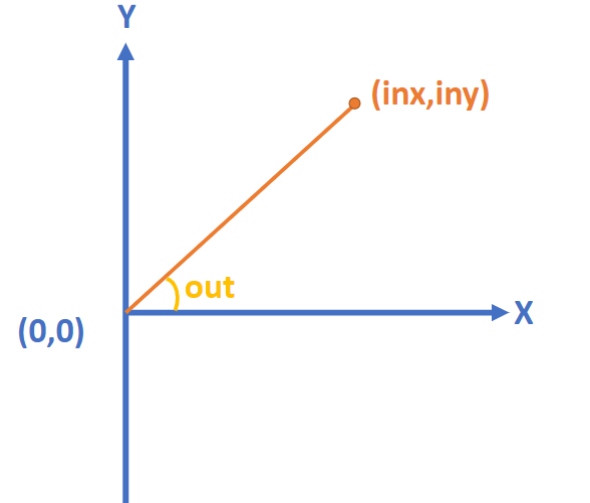 Y
(inx,iny)
out
X
(0,0)